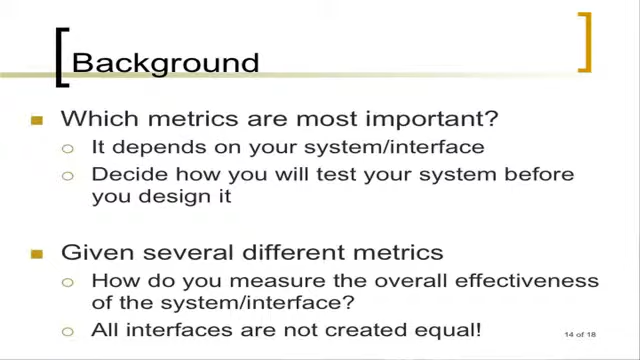 Background
Which metrics are most important?
It depends on your system/interface
Decide how you will test your system before
you design it
Given several different metrics
How do you measure the overall effectiveness
of the system/interface?
All interfaces are not created equal!
14 of 18